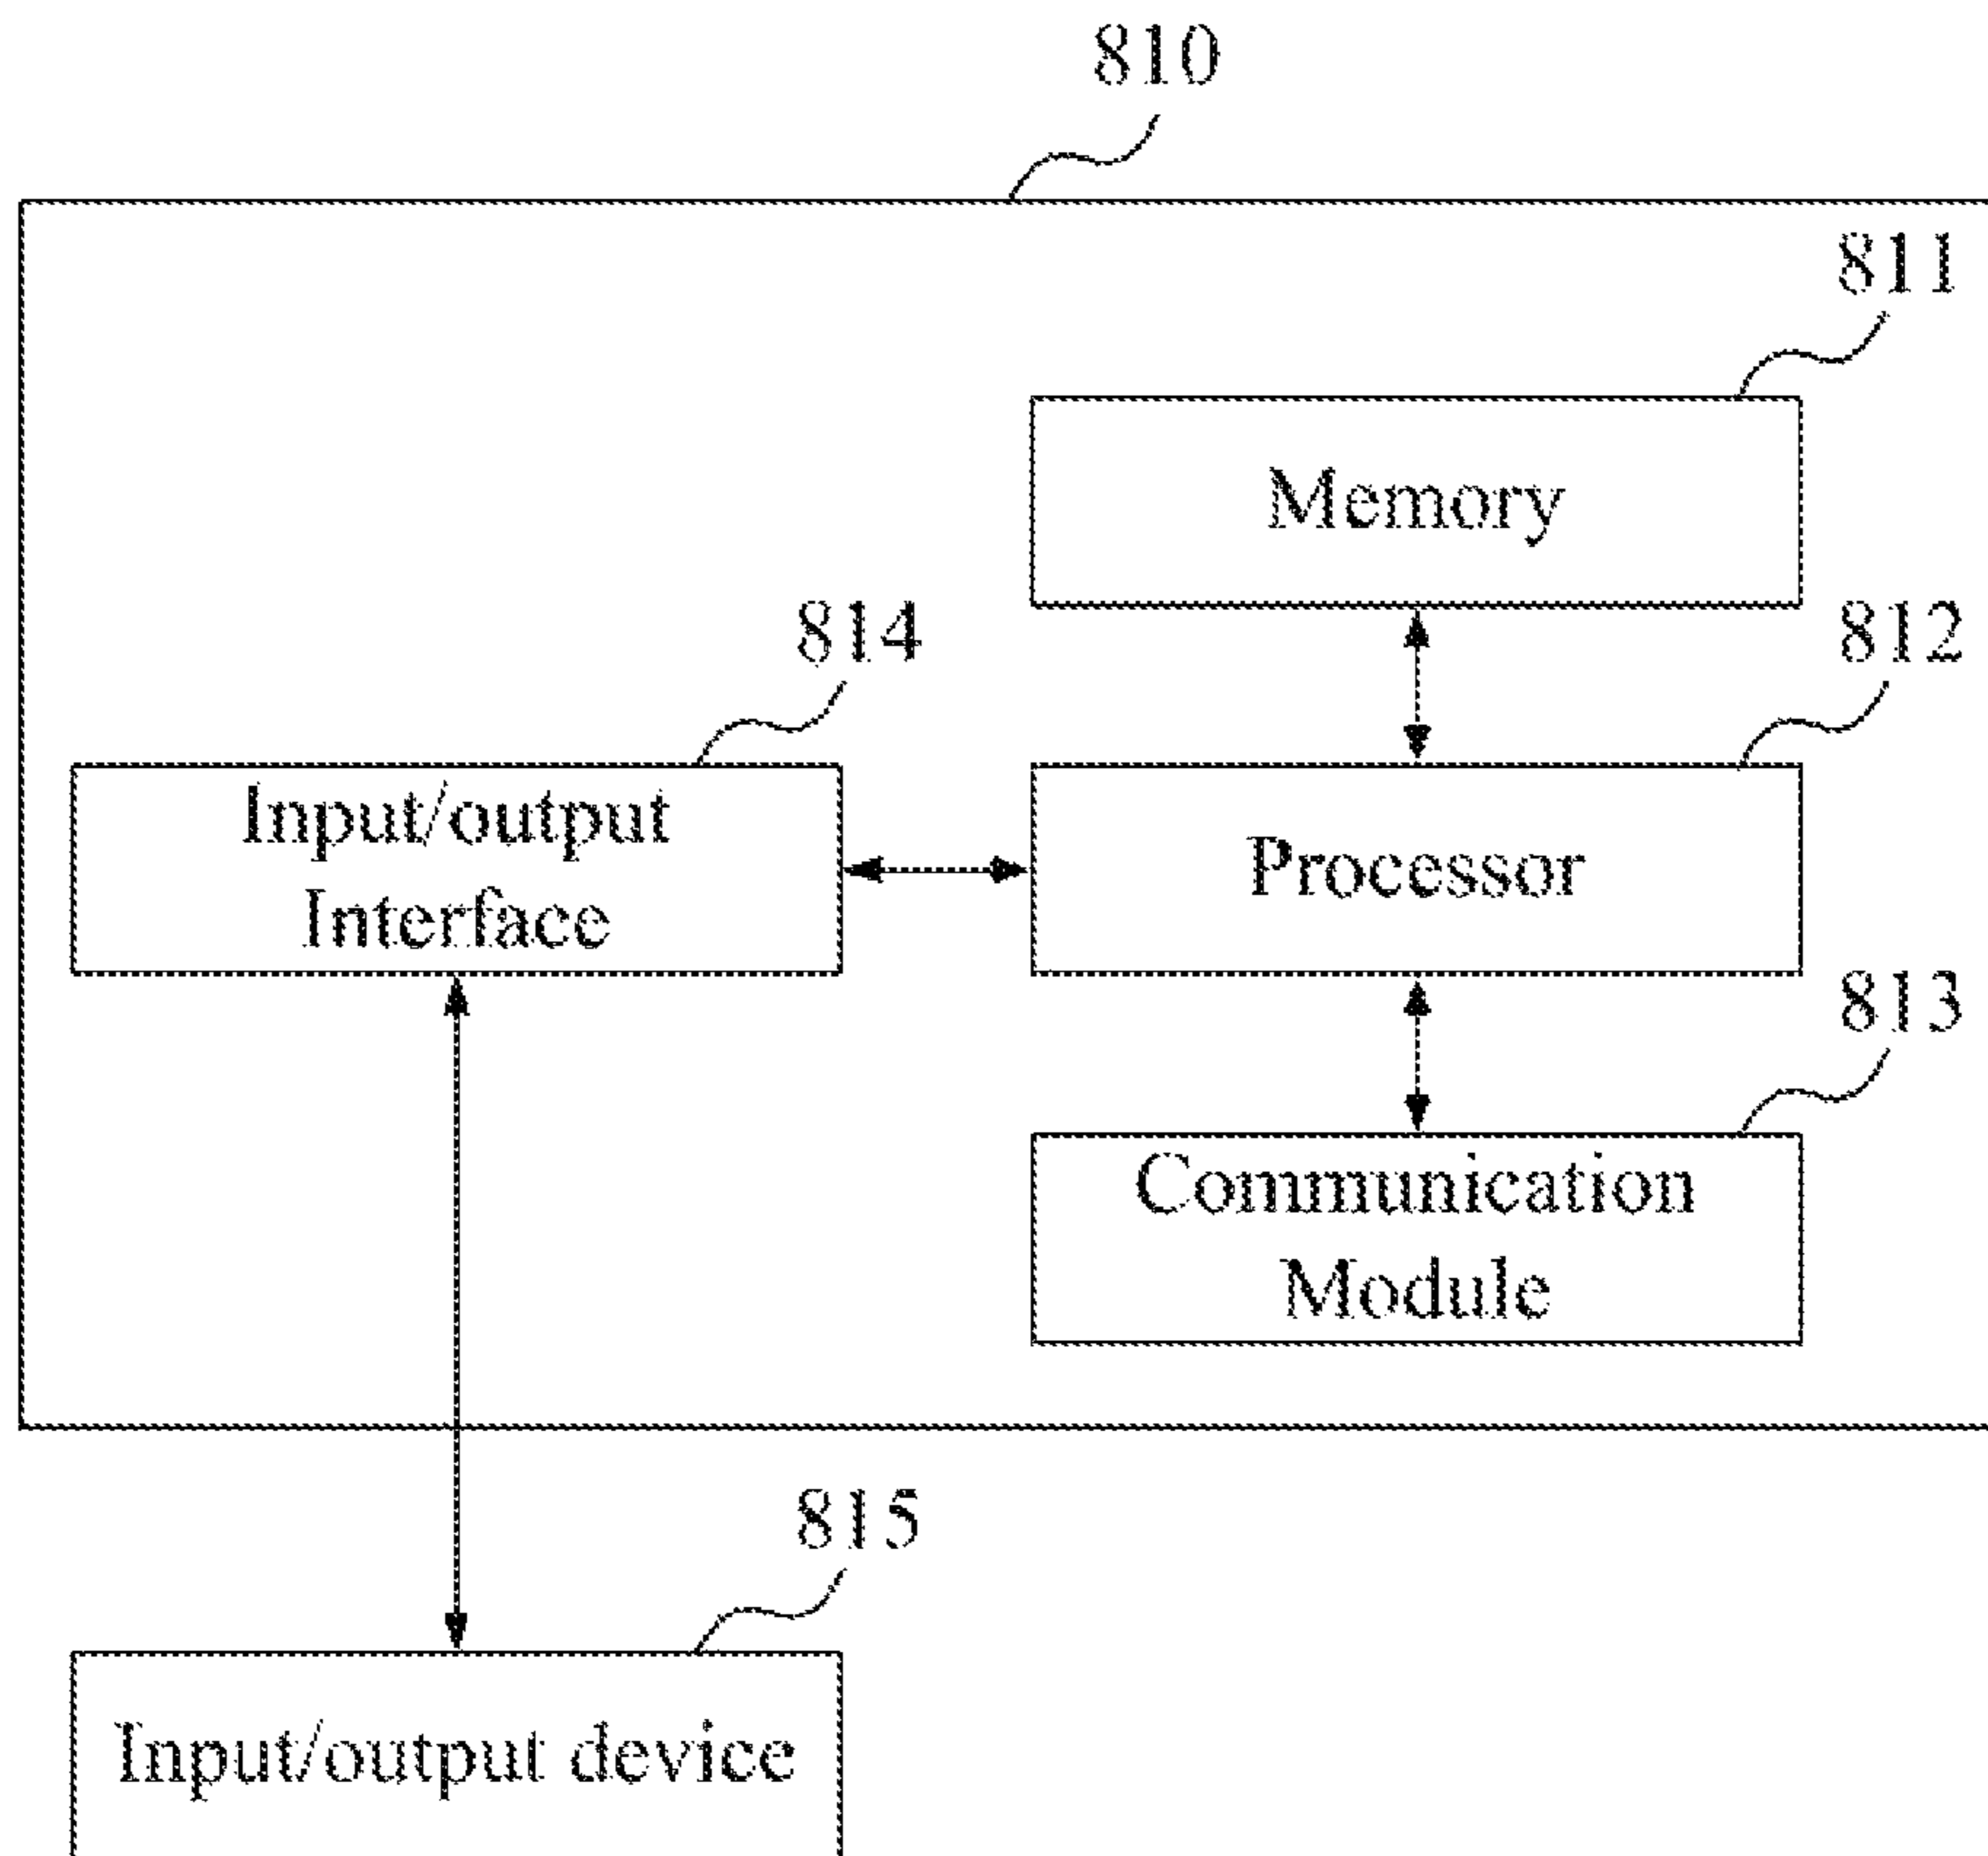 810
811
Memory
814
812
Input/output
Interface
Processor
813
Communication
Module
815
Input/output device